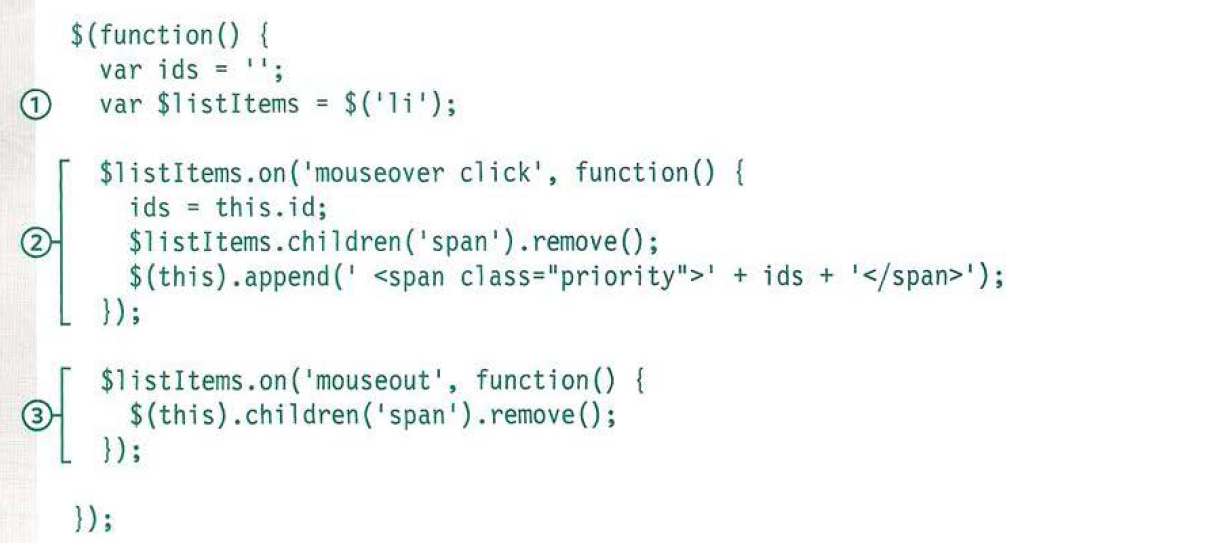 $(function() {
var ids = '';
① var $listItems = $('li');
$listItems.on('mouseover click', function() {
ids = this.id;
② $listItems.children('span').remove();
$(this).append(' <span class="priority">' + ids + '</span>');
});
$listItems.on('mouseout', function() {
③ $(this).children('span').remove();
});
});